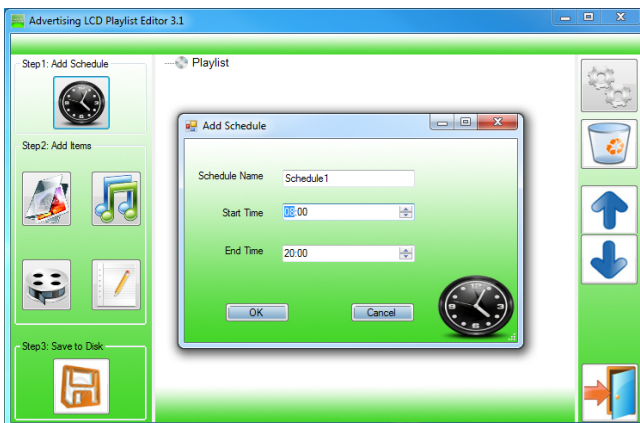 Advertising LCD Playlist Editor 3.1
Step1: Add Schedule
Playlist
Add Schedule
Step2: Add Items
Schedule Name
Schedule1
Start Time
08:00
End Time
20:00
OK
Cancel
Step3: Save to Disk